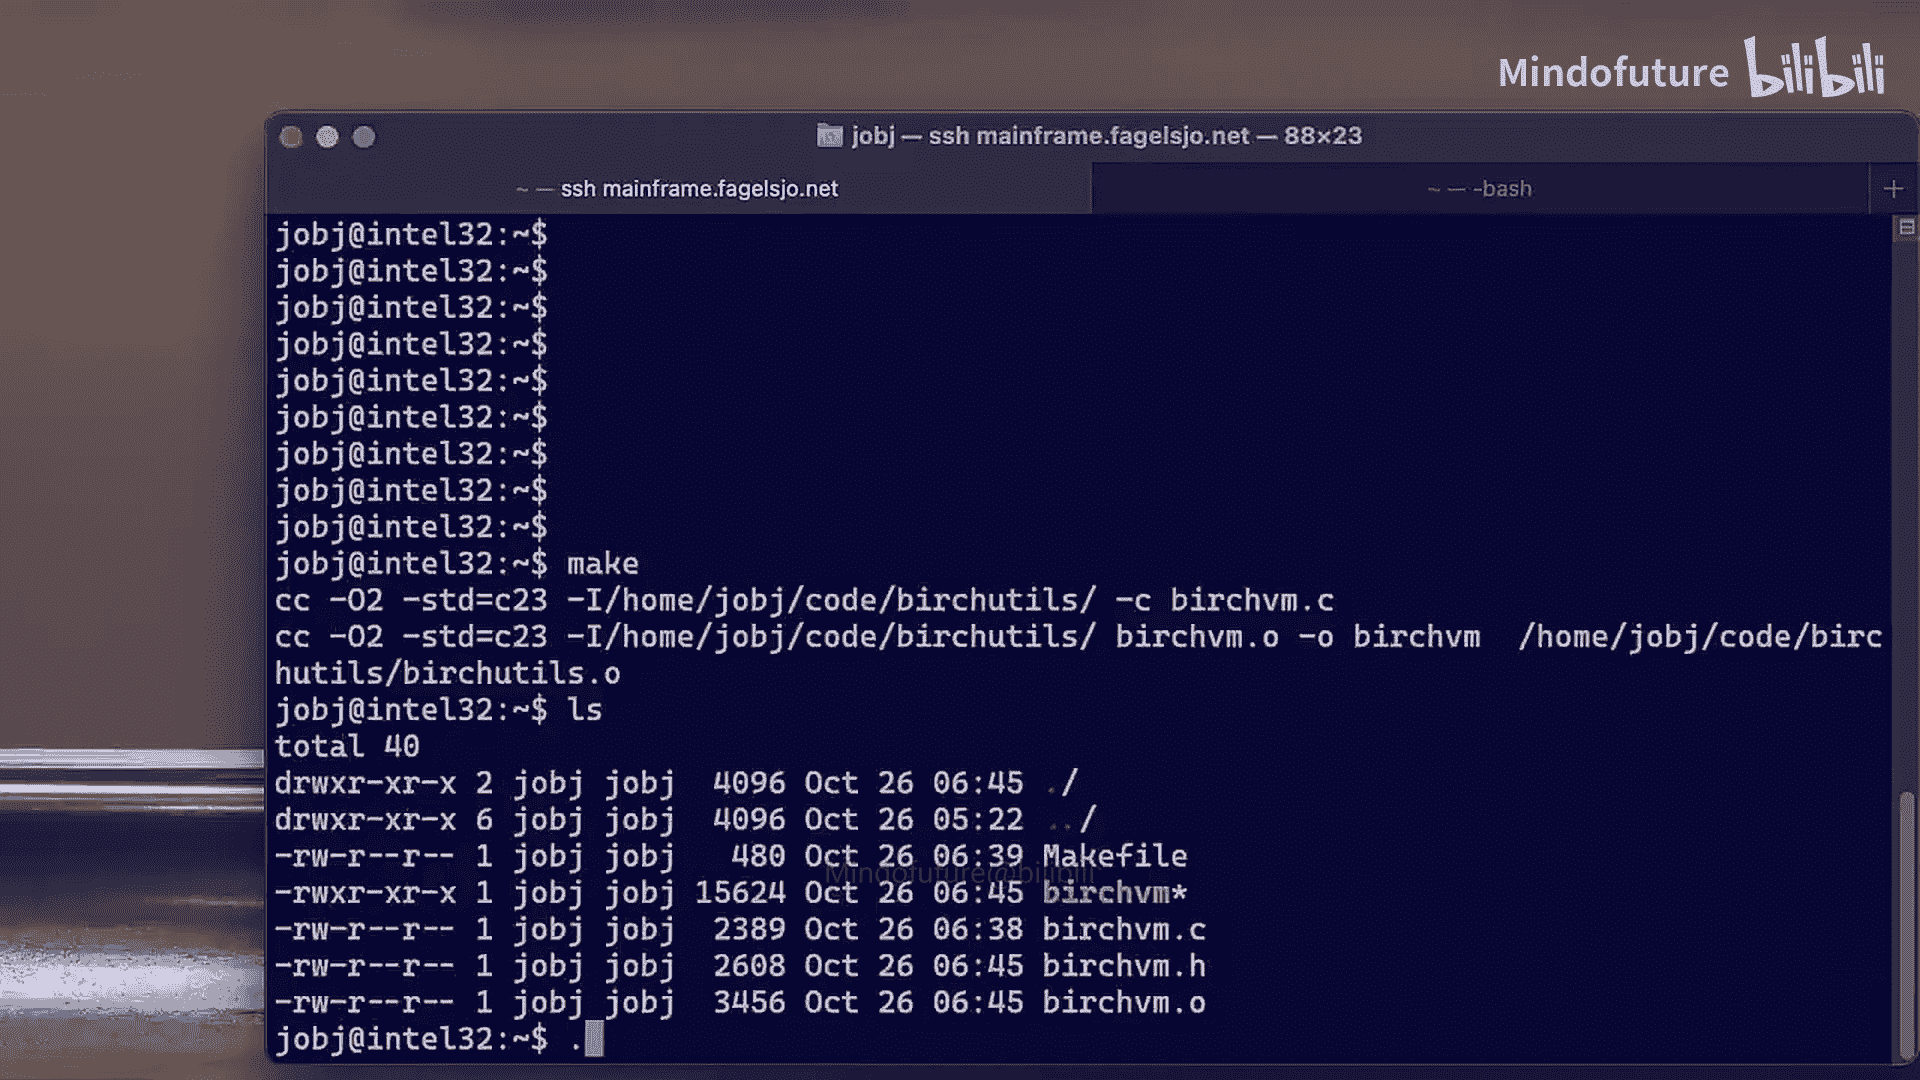 Mindofuture bilibili
jobj — ssh mainframe.fagelsjo.net — 88×23
~ — ssh mainframe.fagelsjo.net
~ — -bash
+
jobj@intel32:~$
jobj@intel32:~$
jobj@intel32:~$
jobj@intel32:~$
jobj@intel32:~$
jobj@intel32:~$
jobj@intel32:~$
jobj@intel32:~$
jobj@intel32:~$
jobj@intel32:~$ make
cc -O2 -std=c23 -I/home/jobj/code/birchutils/ -c birchvm.c
cc -O2 -std=c23 -I/home/jobj/code/birchutils/ birchvm.o -o birchvm  /home/jobj/code/birc
hutils/birchutils.o
jobj@intel32:~$ ls
total 40
drwxr-xr-x 2 jobj jobj  4096 Oct 26 06:45 ./
drwxr-xr-x 6 jobj jobj  4096 Oct 26 05:22 ../
-rw-r--r-- 1 jobj jobj   480 Oct 26 06:39 Makefile
Mindofuture@bilibili
-rwxr-xr-x 1 jobj jobj 15624 Oct 26 06:45 birchvm*
-rw-r--r-- 1 jobj jobj  2389 Oct 26 06:38 birchvm.c
-rw-r--r-- 1 jobj jobj  2608 Oct 26 06:45 birchvm.h
-rw-r--r-- 1 jobj jobj  3456 Oct 26 06:45 birchvm.o
jobj@intel32:~$ .